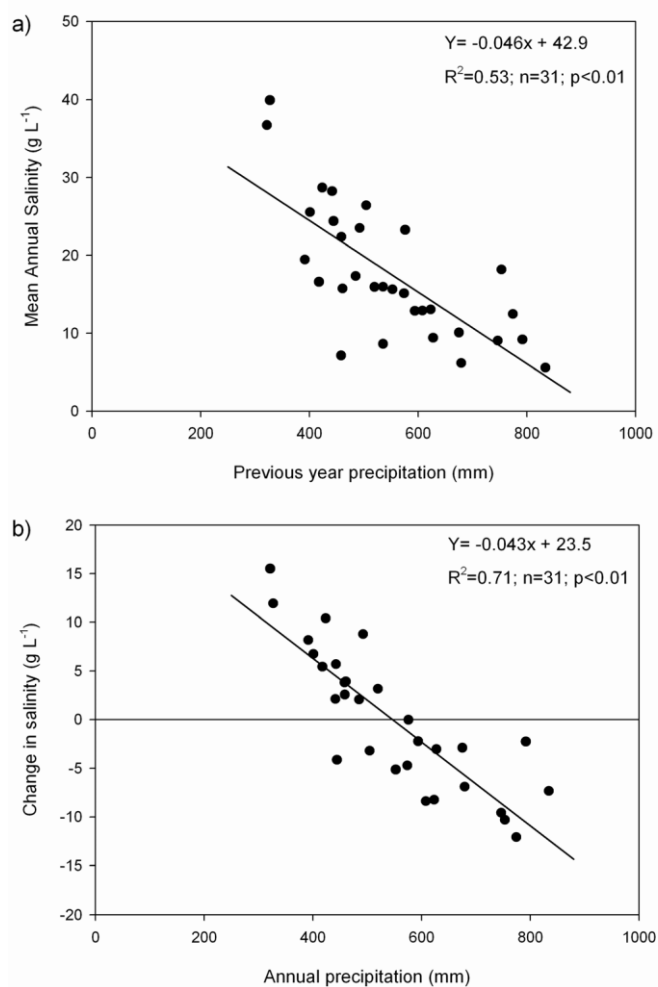 a)
Y= -0.046x + 42.9
R²=0.53; n=31; p<0.01
Mean Annual Salinity (g L⁻¹)
50
40
30
20
10
0
0 200 400 600 800 1000
Previous year precipitation (mm)
b)
Y= -0.043x + 23.5
R²=0.71; n=31; p<0.01
Change in salinity (g L⁻¹)
20
15
10
5
0
-5
-10
-15
-20
0 200 400 600 800 1000
Annual precipitation (mm)